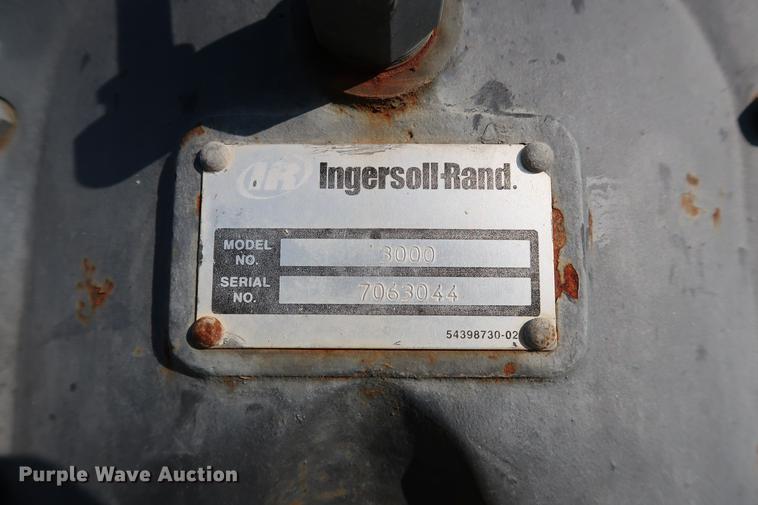 IR Ingersoll-Rand.
MODEL NO. 3000
SERIAL NO. 7063044
54398730-02
Purple Wave Auction